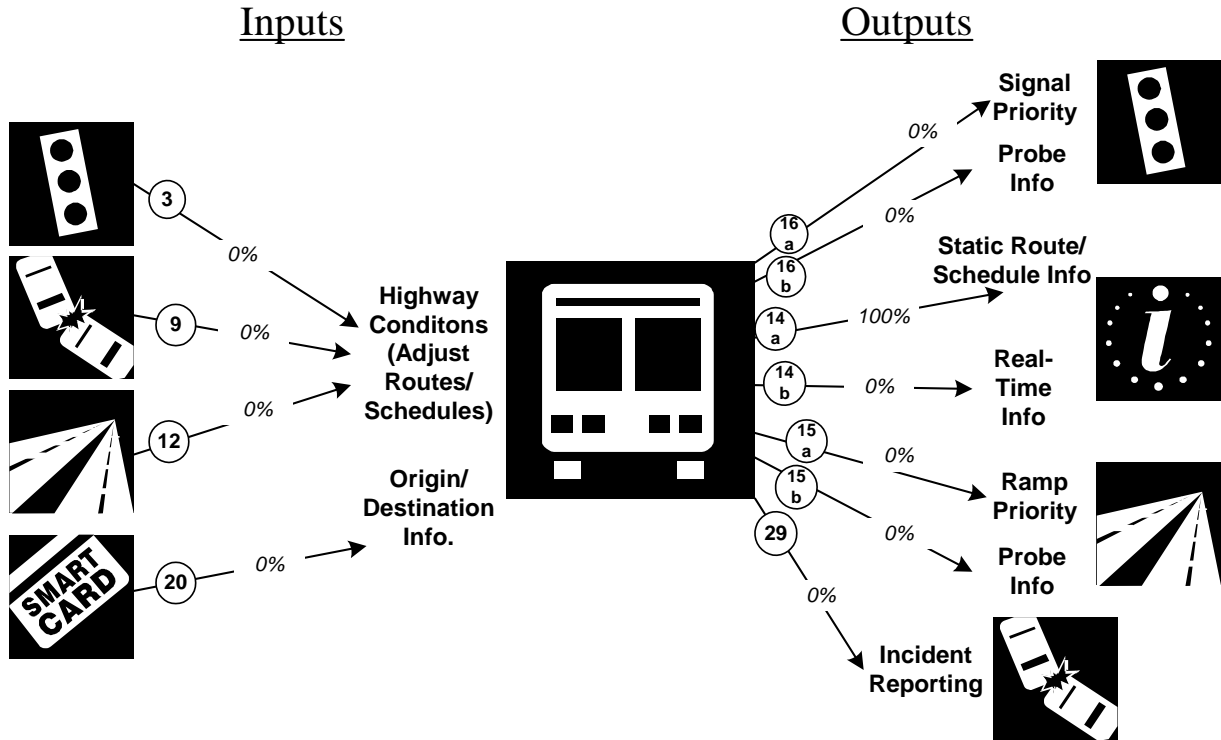 Inputs
Outputs
3
0%
9
0%
12
0%
20
0%
SMART
CARD
Highway
Conditons
(Adjust
Routes/
Schedules)
Origin/
Destination
Info.
16
a
0%
Signal
Priority
16
b
0%
Probe
Info
14
a
100%
Static Route/
Schedule Info
i
14
b
0%
Real-
Time
Info
15
a
0%
Ramp
Priority
15
b
0%
Probe
Info
29
0%
Incident
Reporting